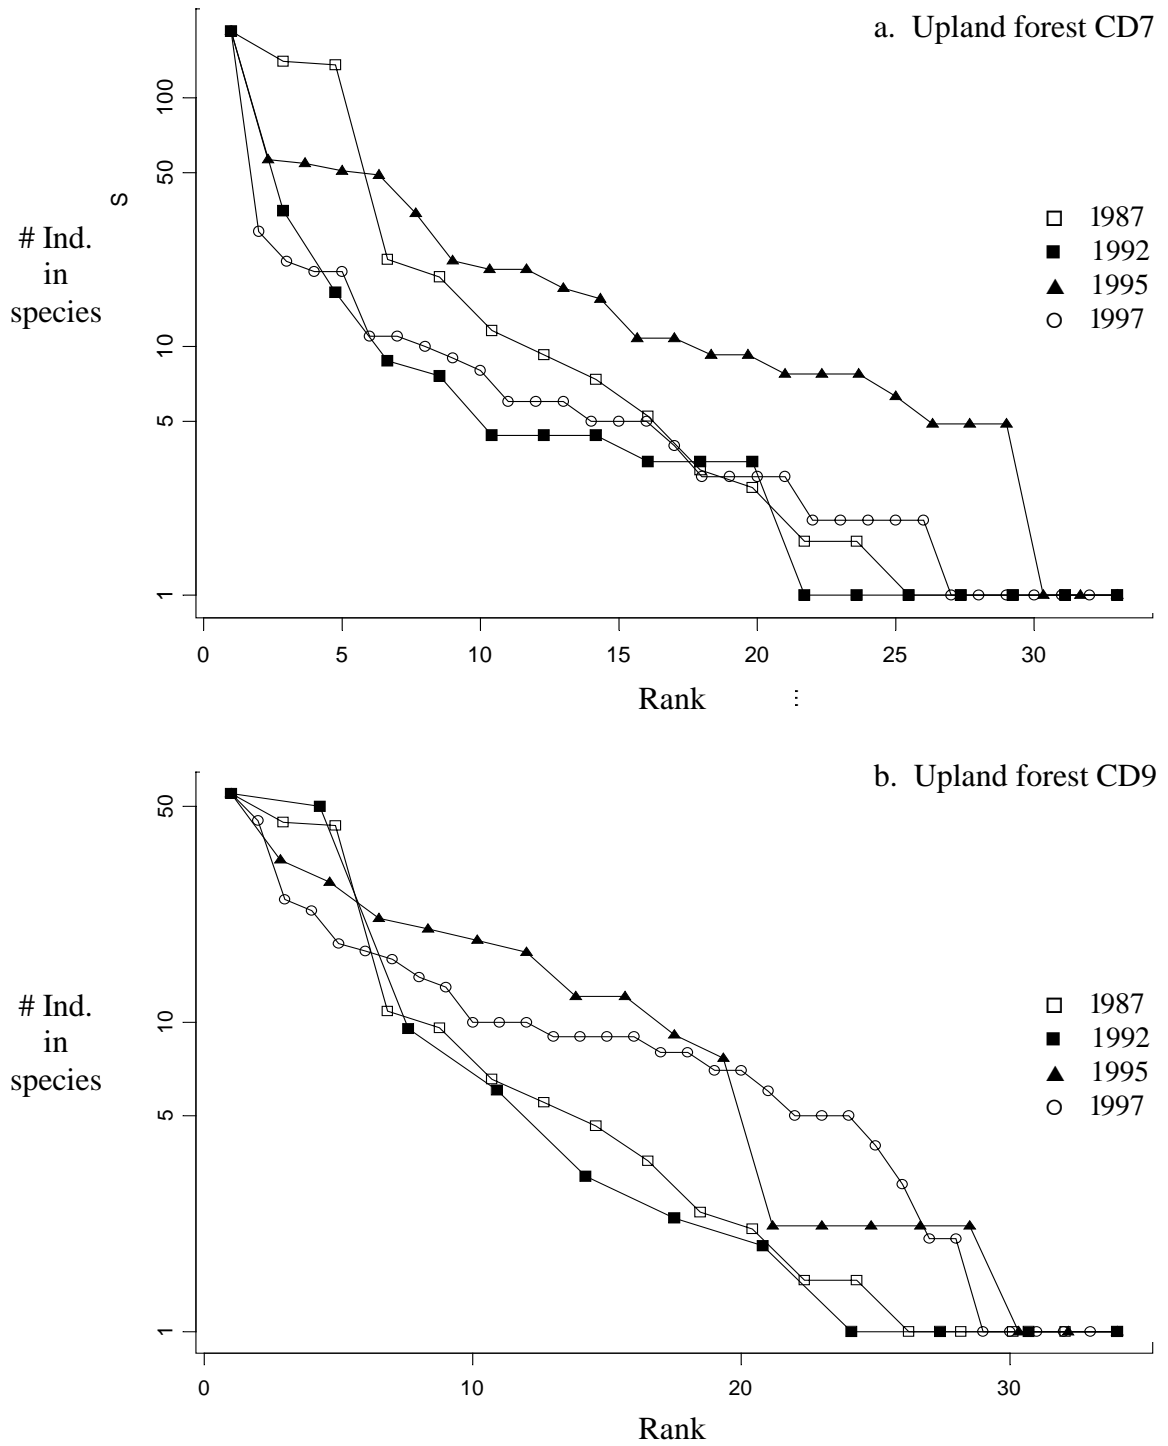 a. Upland forest CD7
100
50
10
5
1
S
# Ind.
in
species
1987
1992
1995
1997
0 5 10 15 20 25 30
Rank
b. Upland forest CD9
50
10
5
1
# Ind.
in
species
1987
1992
1995
1997
0 10 20 30
Rank